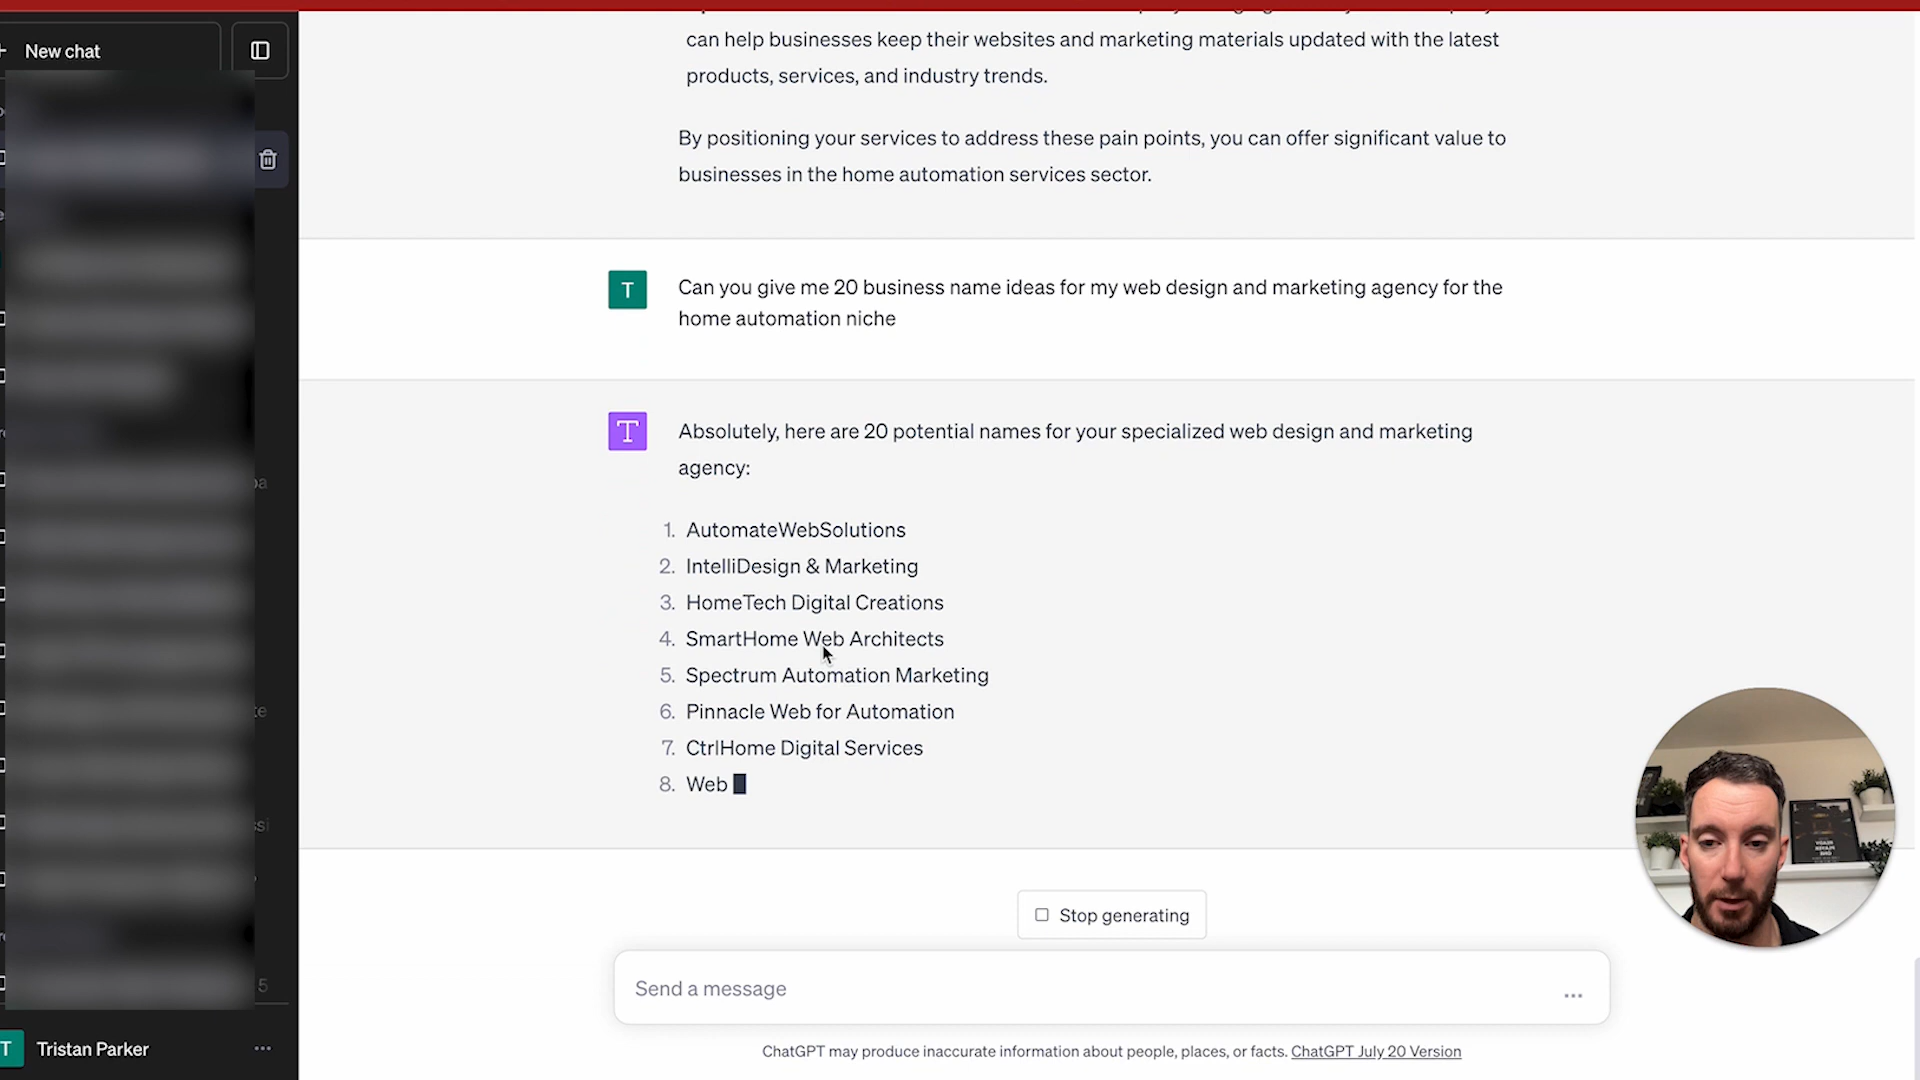 New chat
can help businesses keep their websites and marketing materials updated with the latest
products, services, and industry trends.
By positioning your services to address these pain points, you can offer significant value to
businesses in the home automation services sector.
T
Can you give me 20 business name ideas for my web design and marketing agency for the
home automation niche
T
Absolutely, here are 20 potential names for your specialized web design and marketing
agency:
1. AutomateWebSolutions
2. IntelliDesign & Marketing
3. HomeTech Digital Creations
4. SmartHome Web Architects
5. Spectrum Automation Marketing
6. Pinnacle Web for Automation
7. CtrlHome Digital Services
8. Web
Stop generating
Send a message
...
ChatGPT may produce inaccurate information about people, places, or facts. ChatGPT July 20 Version
T Tristan Parker ...